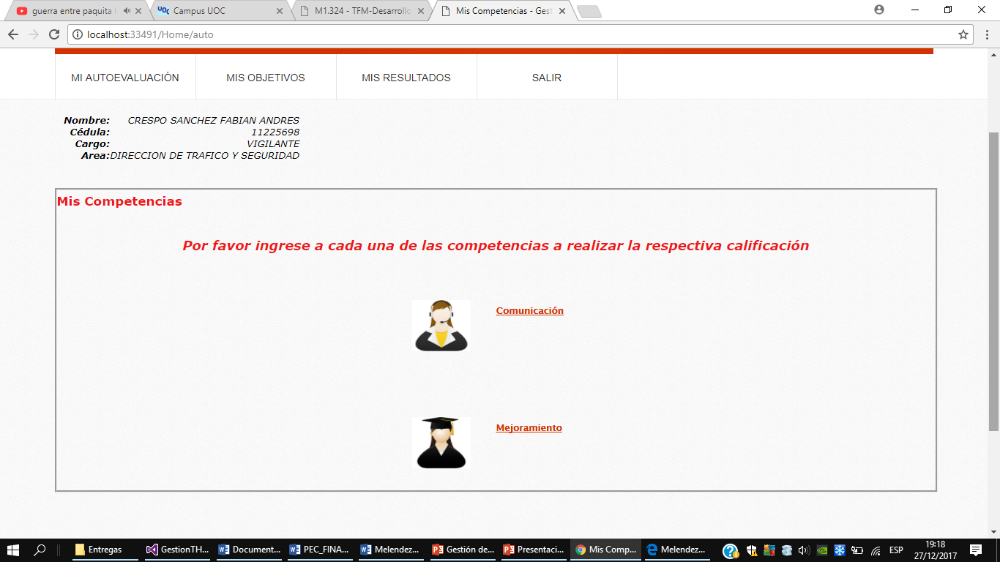 guerra entre paquita
Campus UOC
M1.324 - TFM-Desarrollo
Mis Competencias - Gest
localhost:33491/Home/auto
MI AUTOEVALUACIÓN
MIS OBJETIVOS
MIS RESULTADOS
SALIR
Nombre: CRESPO SANCHEZ FABIAN ANDRES
Cédula: 11225698
Cargo: VIGILANTE
Area:DIRECCION DE TRAFICO Y SEGURIDAD
Mis Competencias
Por favor ingrese a cada una de las competencias a realizar la respectiva calificación
Comunicación
Mejoramiento
Entregas
GestionTH...
Document...
PEC_FINA...
Melendez...
Gestión de...
Presentaci...
Mis Comp...
Melendez...
ESP
19:18
27/12/2017